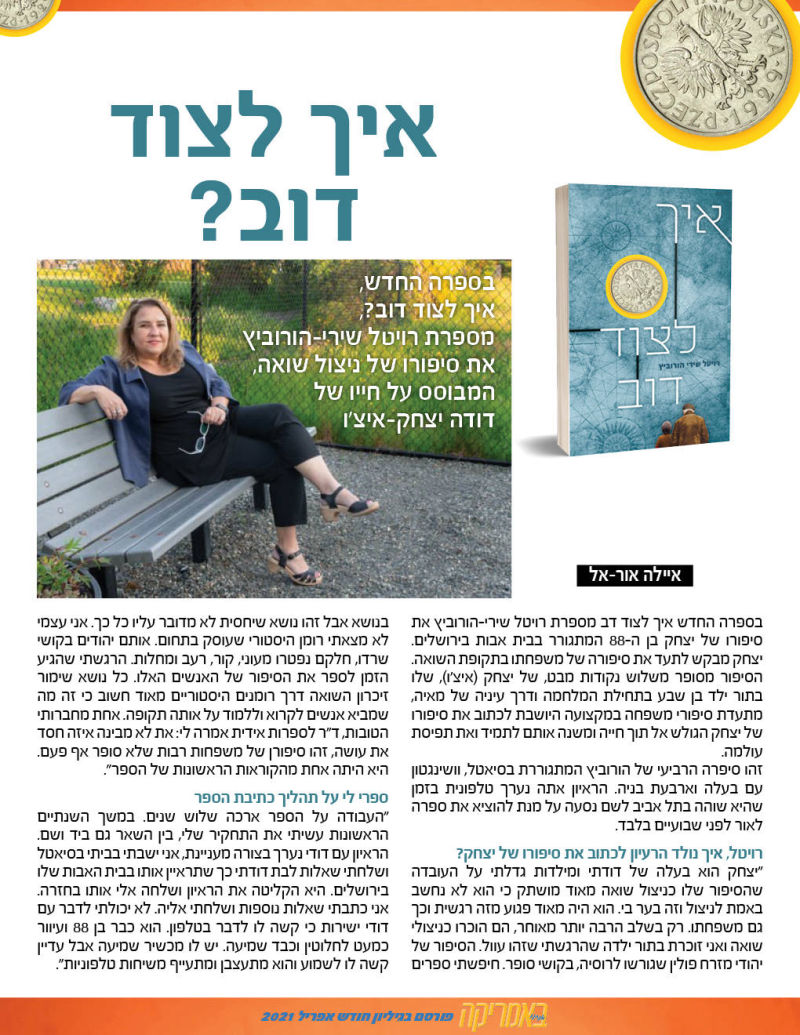 RZECZPOSPOLITA POLSKA
1929
איך לצוד
דוב?
בספרה החדש,
איך לצוד דוב?,
מספרת רויטל שירי-הורוביץ
את סיפורו של ניצול שואה,
המבוסס על חייו של
דודה יצחק-איצ'ו
איך
לצוד
דוב
רויטל שירי הורוביץ
איילה אור-אל
בספרה החדש איך לצוד דב מספרת רויטל שירי-הורוביץ את
סיפורו של יצחק בן ה-88 המתגורר בבית אבות בירושלים.
יצחק מבקש לתעד את סיפורה של משפחתו בתקופת השואה.
הסיפור מסופר משלוש נקודות מבט, של יצחק (איצ'ו), שלו
בתור ילד בן שבע בתחילת המלחמה ודרך עיניה של מאיה,
מתעדת סיפורי משפחה במקצועה היושבת לכתוב את סיפורו
של יצחק הגולש אל תוך חייה ומשנה אותם לתמיד ואת תפיסת
עולמה.
זהו סיפרה הרביעי של הורוביץ המתגוררת בסיאטל, וושינגטון
עם בעלה וארבעת בניה. הראיון אתה נערך טלפונית בזמן
שהיא שוהה בתל אביב לשם נסעה על מנת להוציא את ספרה
לאור לפני שבועיים בלבד.
רויטל, איך נולד הרעיון לכתוב את סיפורו של יצחק?
"יצחק הוא בעלה של דודתי ומילדות גדלתי על העובדה
שהסיפור שלו כניצול שואה מאוד מושתק כי הוא לא נחשב
באמת לניצול וזה בער בי. הוא היה מאוד פגוע מזה רגשית וכך
גם משפחתו. רק בשלב הרבה יותר מאוחר, הם הוכרו כניצולי
שואה ואני זוכרת בתור ילדה שהרגשתי שזהו עוול. הסיפור של
יהודי מזרח פולין שגורשו לרוסיה, בקושי סופר. חיפשתי ספרים
בנושא אבל זהו נושא שיחסית לא מדובר עליו כל כך. אני עצמי
לא מצאתי רומן היסטורי שעוסק בתחום. אותם יהודים בקושי
שרדו, חלקם נפטרו מעוני, קור, רעב ומחלות. הרגשתי שהגיע
הזמן לספר את הסיפור של האנשים האלו. כל נושא שימור
זיכרון השואה דרך רומנים היסטוריים מאוד חשוב כי זה מה
שמביא אנשים לקרוא וללמוד על אותה תקופה. אחת מחברותי
הטובות, ד"ר לספרות אידית אמרה לי: את לא מבינה איזה חסד
את עושה, זהו סיפורן של משפחות רבות שלא סופר אף פעם.
היא היתה אחת מהקוראות הראשונות של הספר".
ספרי לי על תהליך כתיבת הספר
"העבודה על הספר ארכה שלוש שנים. במשך השנתיים
הראשונות עשיתי את התחקיר שלי, בין השאר גם ביד ושם.
הראיון עם דודי נערך בצורה מעניינת, אני ישבתי בביתי בסיאטל
ושלחתי שאלות לבת דודתי כך שתראיין אותו בבית האבות שלו
בירושלים. היא הקליטה את הראיון ושלחה אלי אותו בחזרה.
אני כתבתי שאלות נוספות ושלחתי אליה. לא יכולתי לדבר עם
דודי ישירות כי קשה לו לדבר בטלפון. הוא כבר בן 88 ועיוור
כמעט לחלוטין וכבד שמיעה. יש לו מכשיר שמיעה אבל עדיין
קשה לו לשמוע והוא מתעצבן ומתעייף משיחות טלפוניות".
באמריקה
פורסם בגיליון חודש אפריל 2021